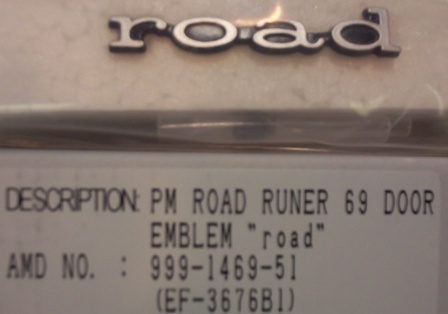 road
DESCRIPTION: PM ROAD RUNER 69 DOOR
EMBLEM "road"
AMD NO. : 999-1469-51
(EF-3676B1)